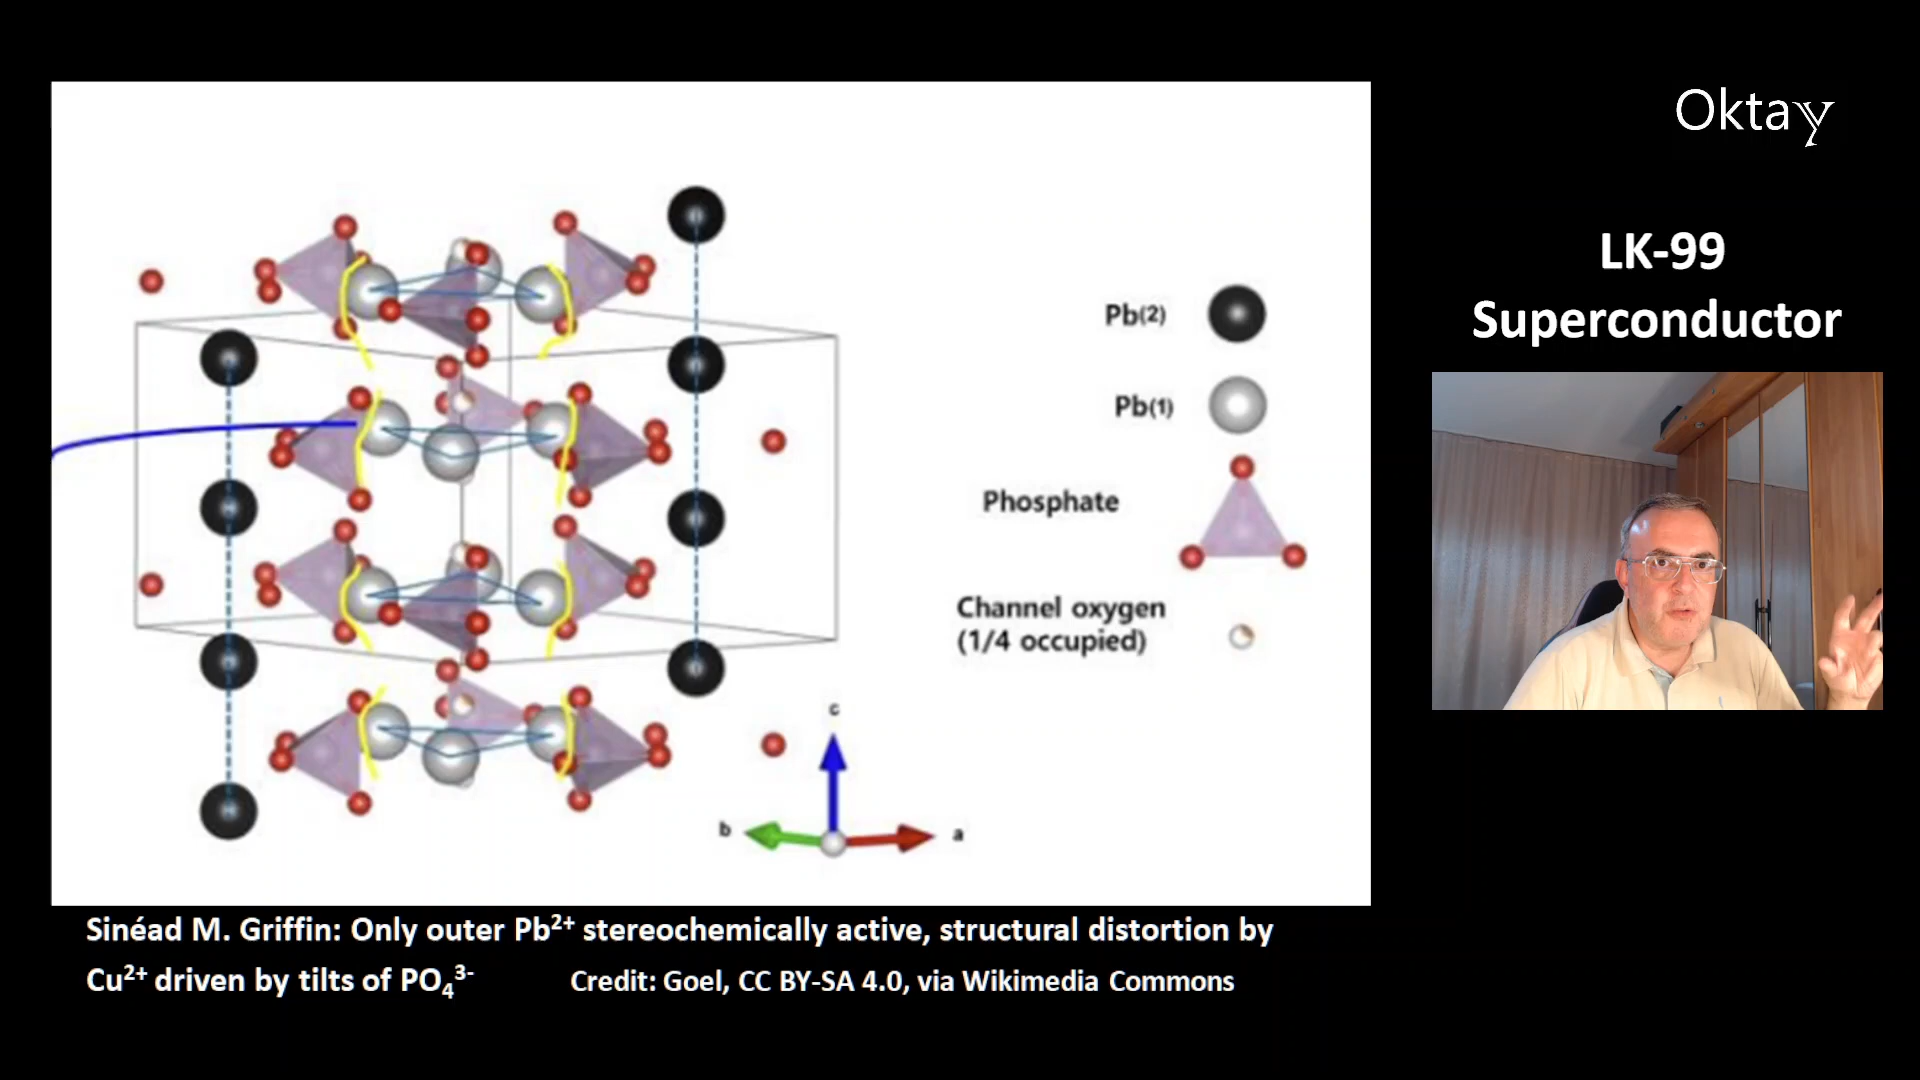 Oktay
LK-99
Superconductor
Pb(2)
Pb(1)
Phosphate
Channel oxygen
(1/4 occupied)
c
b
a
Sinéad M. Griffin: Only outer Pb²⁺ stereochemically active, structural distortion by
Cu²⁺ driven by tilts of PO₄³⁻ Credit: Goel, CC BY-SA 4.0, via Wikimedia Commons